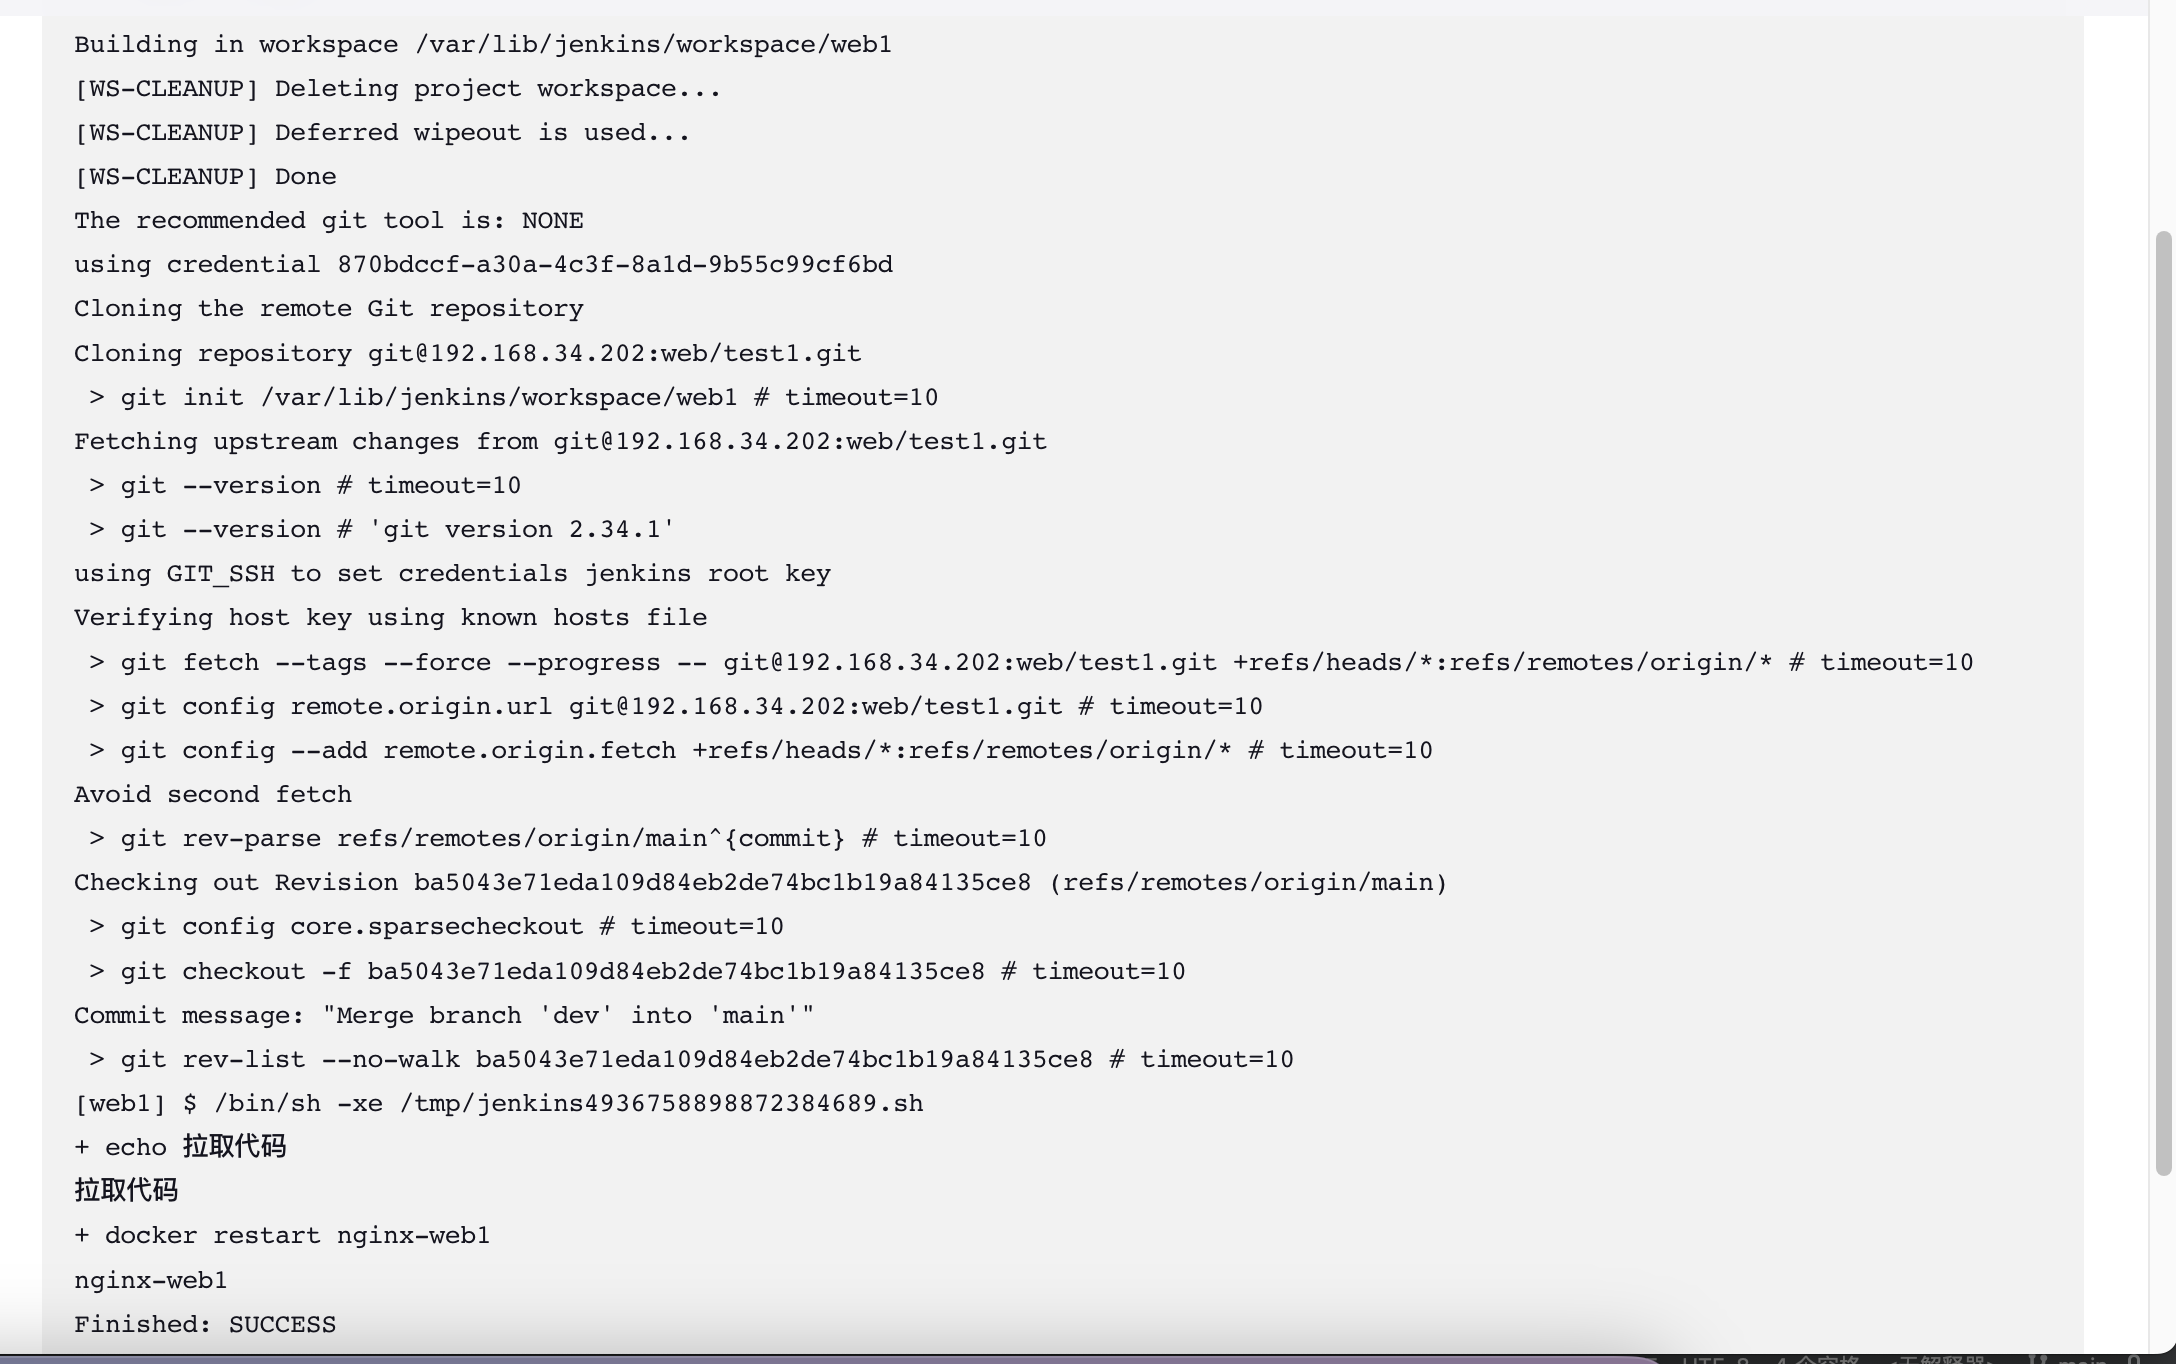 Building in workspace /var/lib/jenkins/workspace/web1
[WS-CLEANUP] Deleting project workspace...
[WS-CLEANUP] Deferred wipeout is used...
[WS-CLEANUP] Done
The recommended git tool is: NONE
using credential 870bdccf-a30a-4c3f-8a1d-9b55c99cf6bd
Cloning the remote Git repository
Cloning repository git@192.168.34.202:web/test1.git
 > git init /var/lib/jenkins/workspace/web1 # timeout=10
Fetching upstream changes from git@192.168.34.202:web/test1.git
 > git --version # timeout=10
 > git --version # 'git version 2.34.1'
using GIT_SSH to set credentials jenkins root key
Verifying host key using known hosts file
 > git fetch --tags --force --progress -- git@192.168.34.202:web/test1.git +refs/heads/*:refs/remotes/origin/* # timeout=10
 > git config remote.origin.url git@192.168.34.202:web/test1.git # timeout=10
 > git config --add remote.origin.fetch +refs/heads/*:refs/remotes/origin/* # timeout=10
Avoid second fetch
 > git rev-parse refs/remotes/origin/main^{commit} # timeout=10
Checking out Revision ba5043e71eda109d84eb2de74bc1b19a84135ce8 (refs/remotes/origin/main)
 > git config core.sparsecheckout # timeout=10
 > git checkout -f ba5043e71eda109d84eb2de74bc1b19a84135ce8 # timeout=10
Commit message: "Merge branch 'dev' into 'main'"
 > git rev-list --no-walk ba5043e71eda109d84eb2de74bc1b19a84135ce8 # timeout=10
[web1] $ /bin/sh -xe /tmp/jenkins4936758898872384689.sh
+ echo 拉取代码
拉取代码
+ docker restart nginx-web1
nginx-web1
Finished: SUCCESS